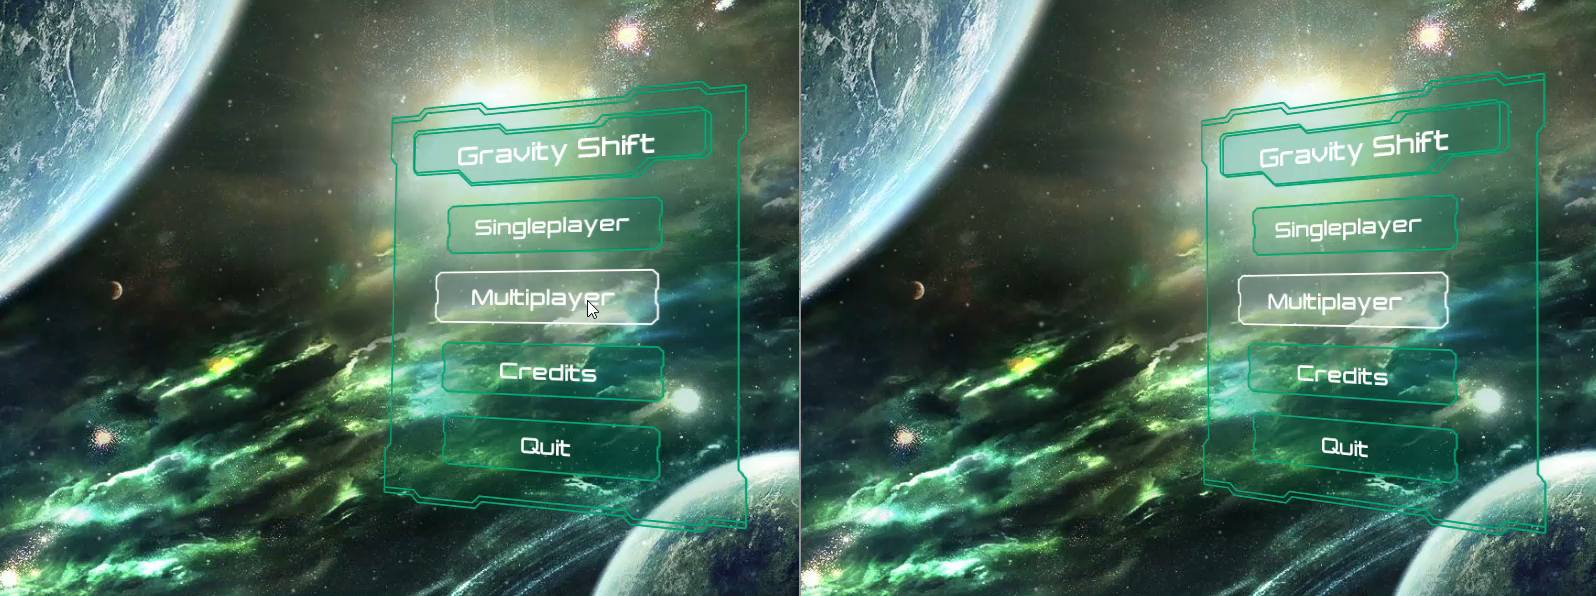 Gravity Shift
Singleplayer
Multiplayer
Credits
Quit
Gravity Shift
Singleplayer
Multiplayer
Credits
Quit